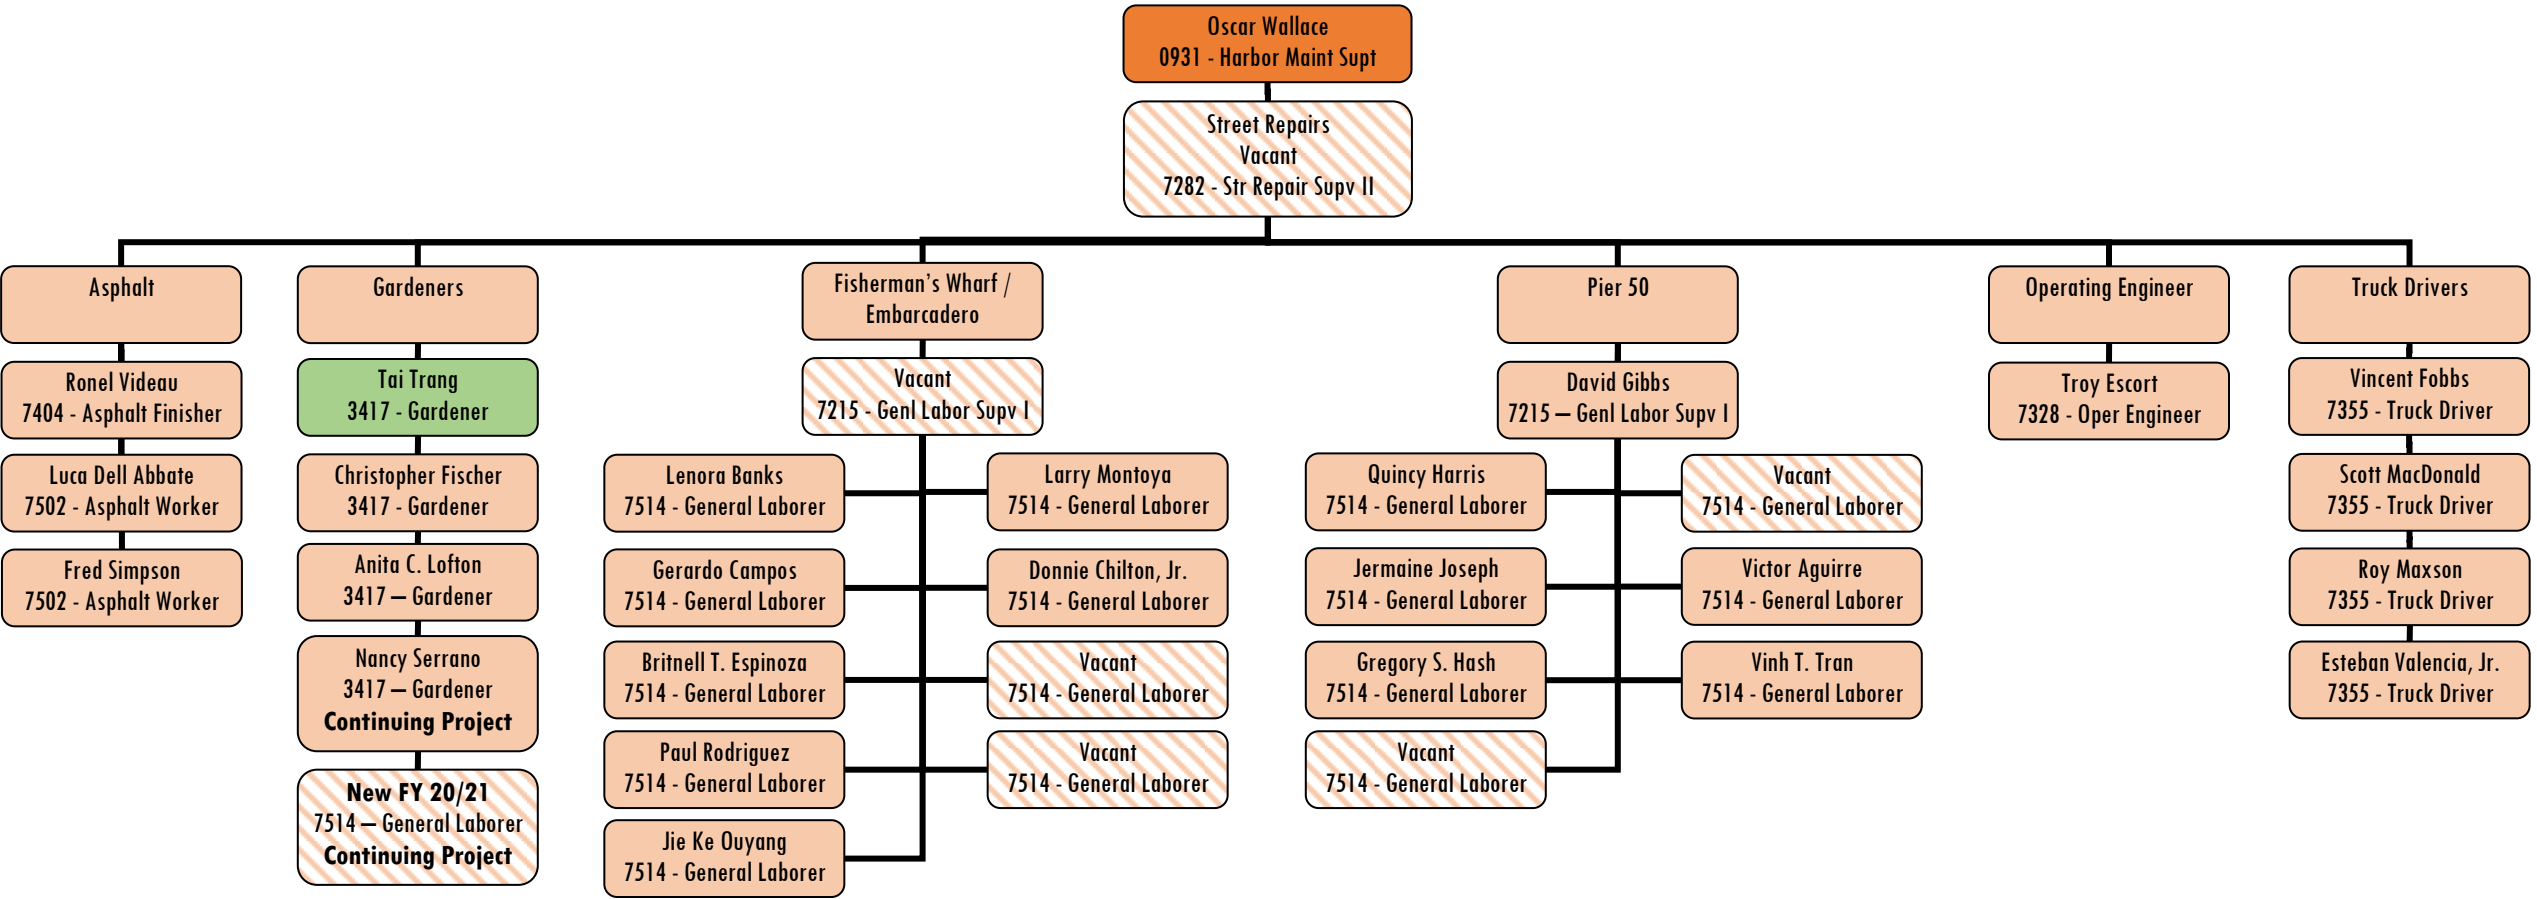 Oscar Wallace
0931 - Harbor Maint Supt
Street Repairs
Vacant
7282 - Str Repair Supv II
Asphalt
Ronel Videau
7404 - Asphalt Finisher
Luca Dell Abbate
7502 - Asphalt Worker
Fred Simpson
7502 - Asphalt Worker
Gardeners
Tai Trang
3417 - Gardener
Christopher Fischer
3417 - Gardener
Anita C. Lofton
3417 – Gardener
Nancy Serrano
3417 – Gardener
Continuing Project
New FY 20/21
7514 – General Laborer
Continuing Project
Fisherman’s Wharf /
Embarcadero
Vacant
7215 - Genl Labor Supv I
Lenora Banks
7514 - General Laborer
Gerardo Campos
7514 - General Laborer
Britnell T. Espinoza
7514 - General Laborer
Paul Rodriguez
7514 - General Laborer
Jie Ke Ouyang
7514 - General Laborer
Larry Montoya
7514 - General Laborer
Donnie Chilton, Jr.
7514 - General Laborer
Vacant
7514 - General Laborer
Vacant
7514 - General Laborer
Pier 50
David Gibbs
7215 – Genl Labor Supv I
Quincy Harris
7514 - General Laborer
Jermaine Joseph
7514 - General Laborer
Gregory S. Hash
7514 - General Laborer
Vacant
7514 - General Laborer
Vacant
7514 - General Laborer
Victor Aguirre
7514 - General Laborer
Vinh T. Tran
7514 - General Laborer
Operating Engineer
Troy Escort
7328 - Oper Engineer
Truck Drivers
Vincent Fobbs
7355 - Truck Driver
Scott MacDonald
7355 - Truck Driver
Roy Maxson
7355 - Truck Driver
Esteban Valencia, Jr.
7355 - Truck Driver